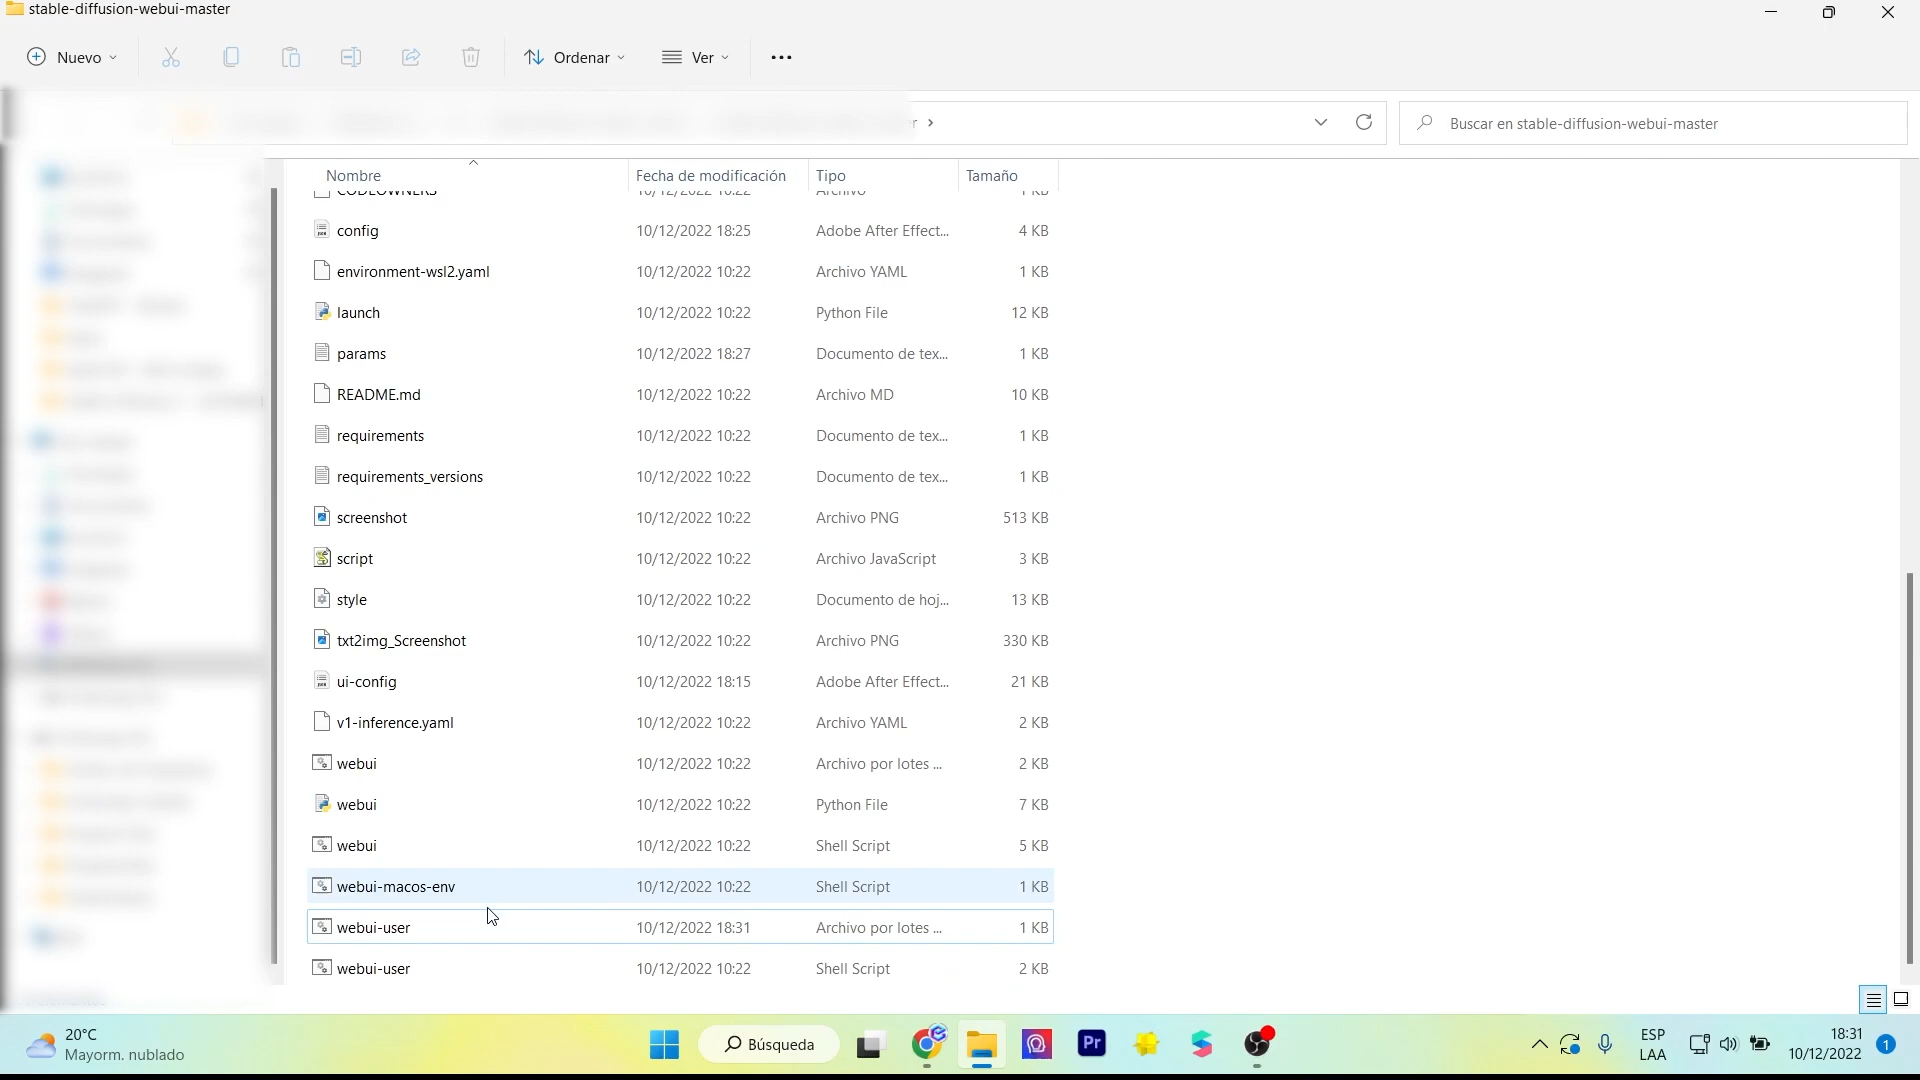 stable-diffusion-webui-master
Nuevo
Ordenar
Ver
Buscar en stable-diffusion-webui-master
Nombre Fecha de modificación Tipo Tamaño
CODEOWNERS 10/12/2022 10:22 Archivo 1 KB
config 10/12/2022 18:25 Adobe After Effect... 4 KB
environment-wsl2.yaml 10/12/2022 10:22 Archivo YAML 1 KB
launch 10/12/2022 10:22 Python File 12 KB
params 10/12/2022 18:27 Documento de tex... 1 KB
README.md 10/12/2022 10:22 Archivo MD 10 KB
requirements 10/12/2022 10:22 Documento de tex... 1 KB
requirements_versions 10/12/2022 10:22 Documento de tex... 1 KB
screenshot 10/12/2022 10:22 Archivo PNG 513 KB
script 10/12/2022 10:22 Archivo JavaScript 3 KB
style 10/12/2022 10:22 Documento de hoj... 13 KB
txt2img_Screenshot 10/12/2022 10:22 Archivo PNG 330 KB
ui-config 10/12/2022 18:15 Adobe After Effect... 21 KB
v1-inference.yaml 10/12/2022 10:22 Archivo YAML 2 KB
webui 10/12/2022 10:22 Archivo por lotes ... 2 KB
webui 10/12/2022 10:22 Python File 7 KB
webui 10/12/2022 10:22 Shell Script 5 KB
webui-macos-env 10/12/2022 10:22 Shell Script 1 KB
webui-user 10/12/2022 18:31 Archivo por lotes ... 1 KB
webui-user 10/12/2022 10:22 Shell Script 2 KB
20°C
Mayorm. nublado
Búsqueda
Pr
ESP
LAA
18:31
10/12/2022
1